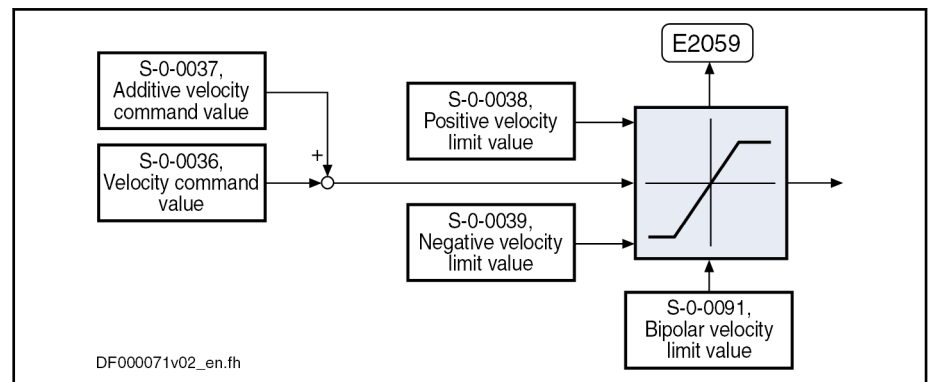 E2059
S-0-0037,
Additive velocity
command value
S-0-0038,
Positive velocity
limit value
+
S-0-0036,
Velocity command
value
S-0-0039,
Negative velocity
limit value
S-0-0091,
Bipolar velocity
limit value
DF000071v02_en.fh